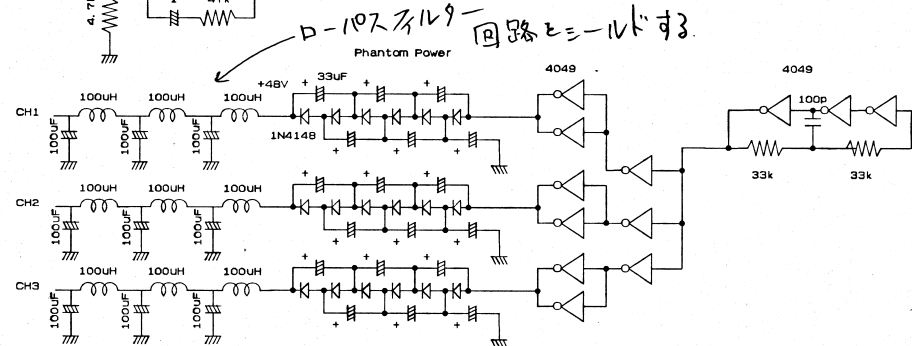 4.7
1
47k
ローパスフィルター
回路をシールドする.
Phantom Power
+48V
33uF
4049
4049
CH1
100uH
100uH
100uH
100uF
100uF
100uF
1N4148
+
+
+
+
+
+
100p
33k
33k
CH2
100uH
100uH
100uH
100uF
100uF
100uF
+
+
+
+
+
+
CH3
100uH
100uH
100uH
100uF
100uF
100uF
+
+
+
+
+
+